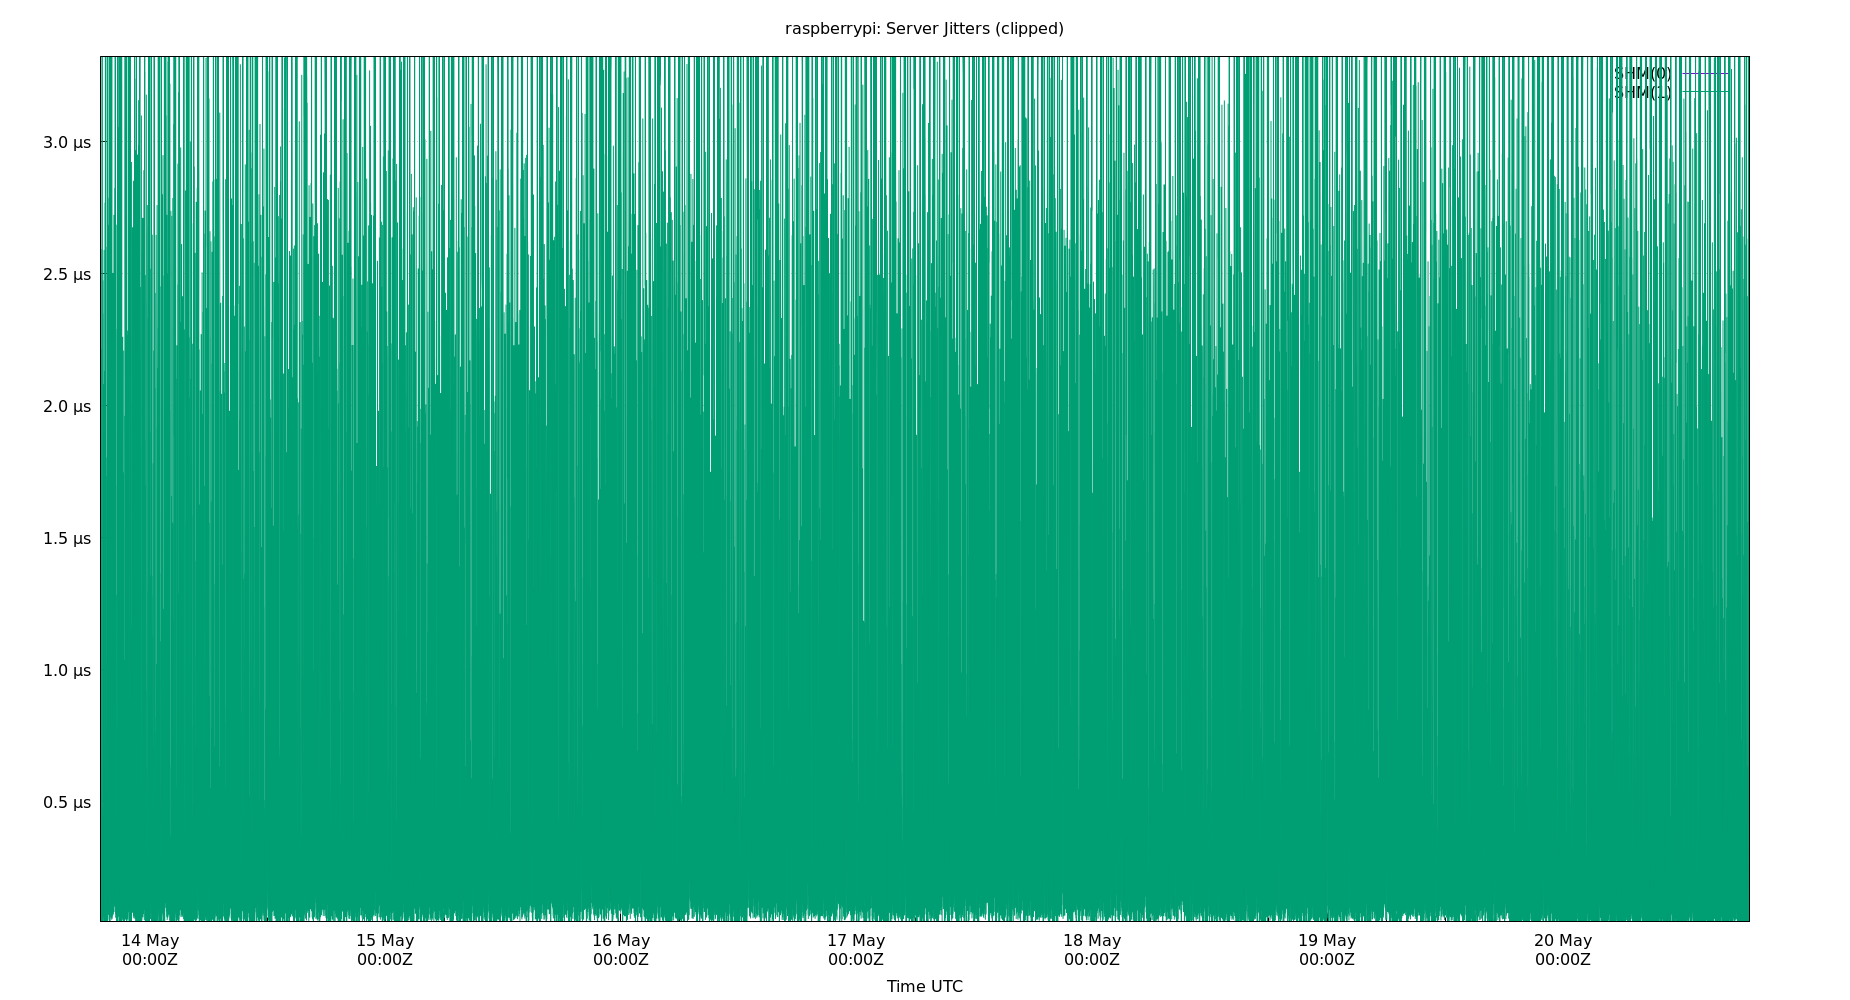 raspberrypi: Server Jitters (clipped)
SHM(0)
SHM(1)
3.0 µs
2.5 µs
2.0 µs
1.5 µs
1.0 µs
0.5 µs
14 May 15 May 16 May 17 May 18 May 19 May 20 May
00:00Z 00:00Z 00:00Z 00:00Z 00:00Z 00:00Z 00:00Z
Time UTC